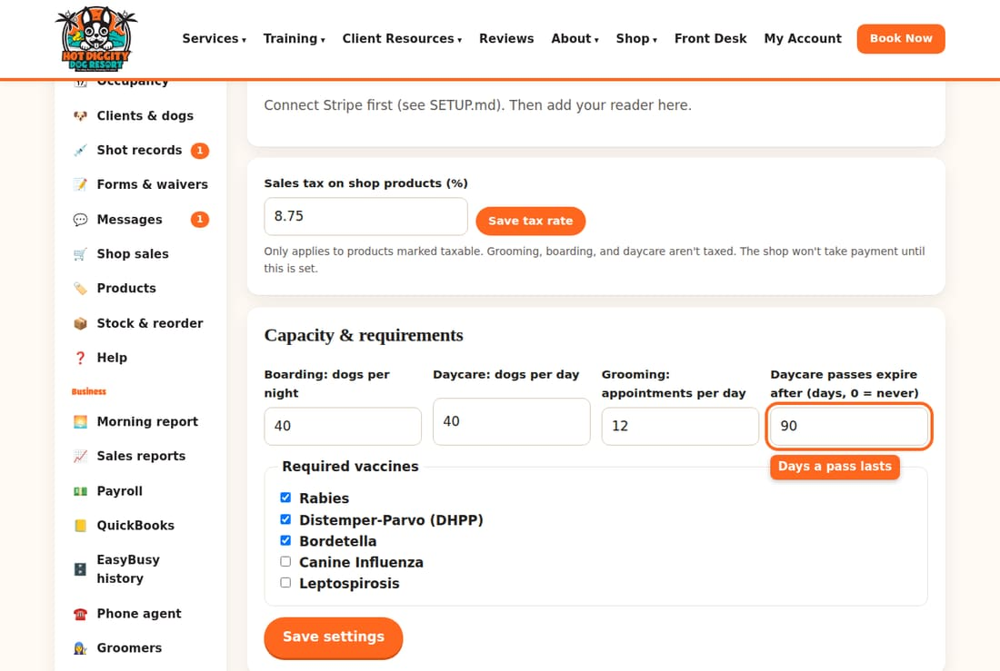 HOT DIGGITY
DOG RESORT
Services ▾
Training ▾
Client Resources ▾
Reviews
About ▾
Shop ▾
Front Desk
My Account
Book Now
Occupancy
Clients & dogs
Shot records 1
Forms & waivers
Messages 1
Shop sales
Products
Stock & reorder
Help
Business
Morning report
Sales reports
Payroll
QuickBooks
EasyBusy
history
Phone agent
Groomers
Connect Stripe first (see SETUP.md). Then add your reader here.
Sales tax on shop products (%)
8.75
Save tax rate
Only applies to products marked taxable. Grooming, boarding, and daycare aren't taxed. The shop won't take payment until
this is set.
Capacity & requirements
Boarding: dogs per
night
40
Daycare: dogs per day
40
Grooming:
appointments per day
12
Daycare passes expire
after (days, 0 = never)
90
Days a pass lasts
Required vaccines
Rabies
Distemper-Parvo (DHPP)
Bordetella
Canine Influenza
Leptospirosis
Save settings